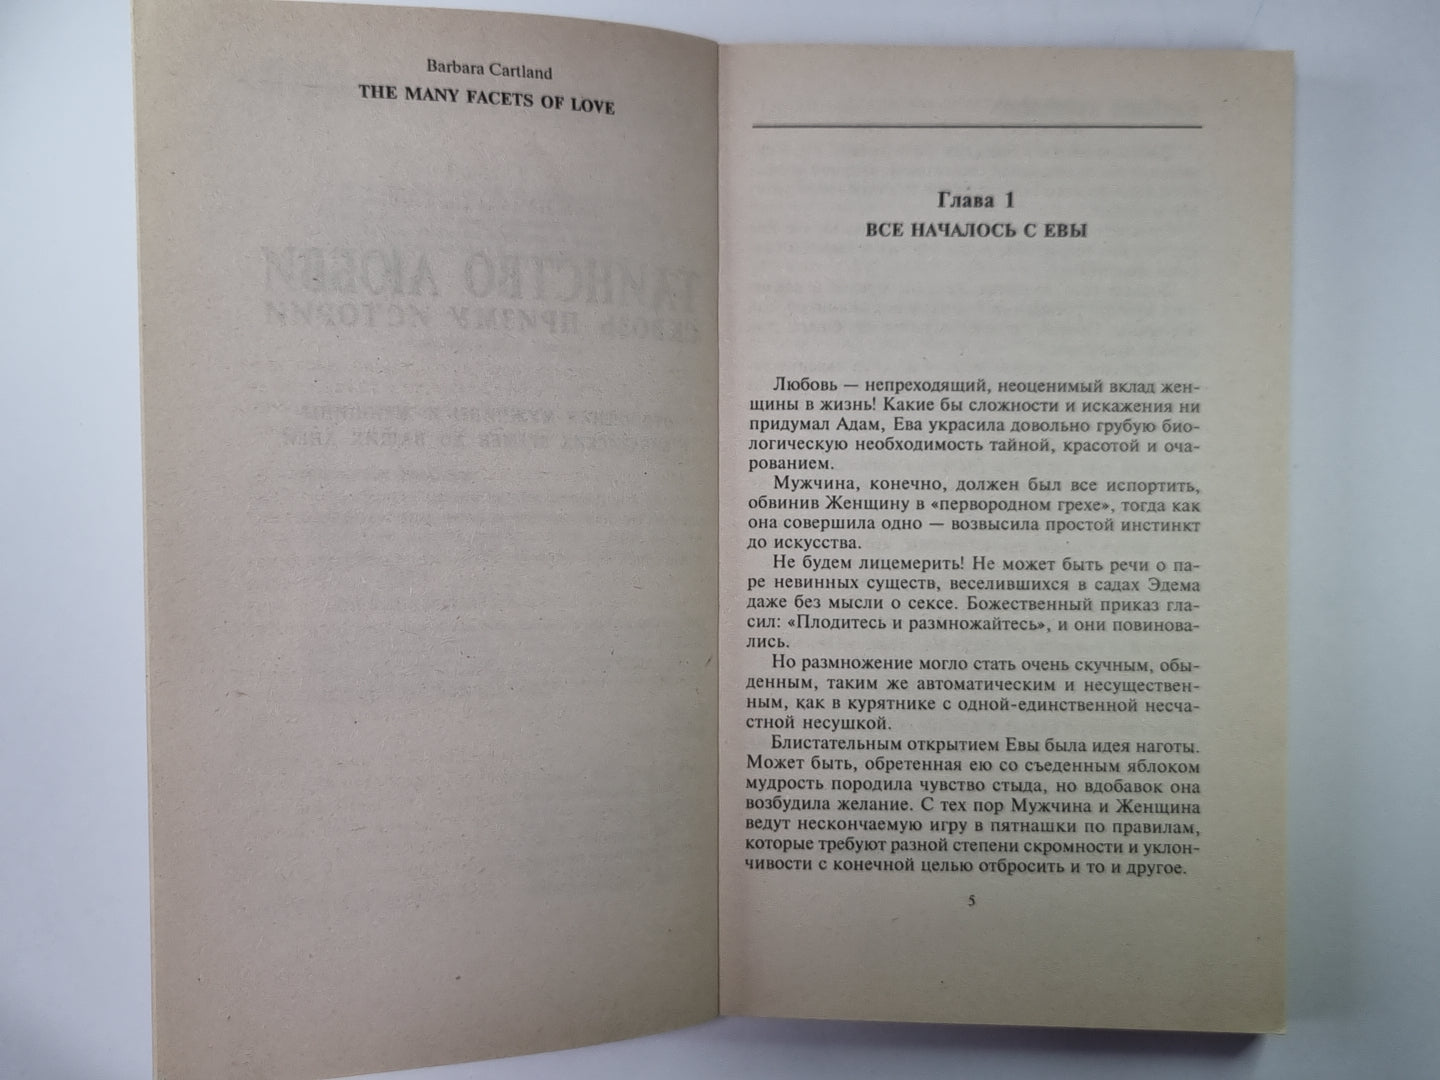 Barbara Cartland
THE MANY FACETS OF LOVE
ТАИНСТВО ЛЮБВИ
СКВОЗЬ ПРИЗМУ ИСТОРИИ
Глава 1
ВСЕ НАЧАЛОСЬ С ЕВЫ
Любовь — непреходящий, неоценимый вклад жен-
щины в жизнь! Какие бы сложности и искажения ни
придумал Адам, Ева украсила довольно грубую био-
логическую необходимость тайной, красотой и оча-
рованием.
Мужчина, конечно, должен был все испортить,
обвинив Женщину в «первородном грехе», тогда как
она совершила одно — возвысила простой инстинкт
до искусства.
Не будем лицемерить! Не может быть речи о па-
ре невинных существ, веселившихся в садах Эдема
даже без мысли о сексе. Божественный приказ гла-
сил: «Плодитесь и размножайтесь», и они повинова-
лись.
Но размножение могло стать очень скучным, обы-
денным, таким же автоматическим и несуществен-
ным, как в курятнике с одной-единственной несча-
стной несушкой.
Блистательным открытием Евы была идея наготы.
Может быть, обретенная ею со съеденным яблоком
мудрость породила чувство стыда, но вдобавок она
возбудила желание. С тех пор Мужчина и Женщина
ведут нескончаемую игру в пятнашки по правилам,
которые требуют разной степени скромности и уклон-
чивости с конечной целью отбросить и то и другое.
5